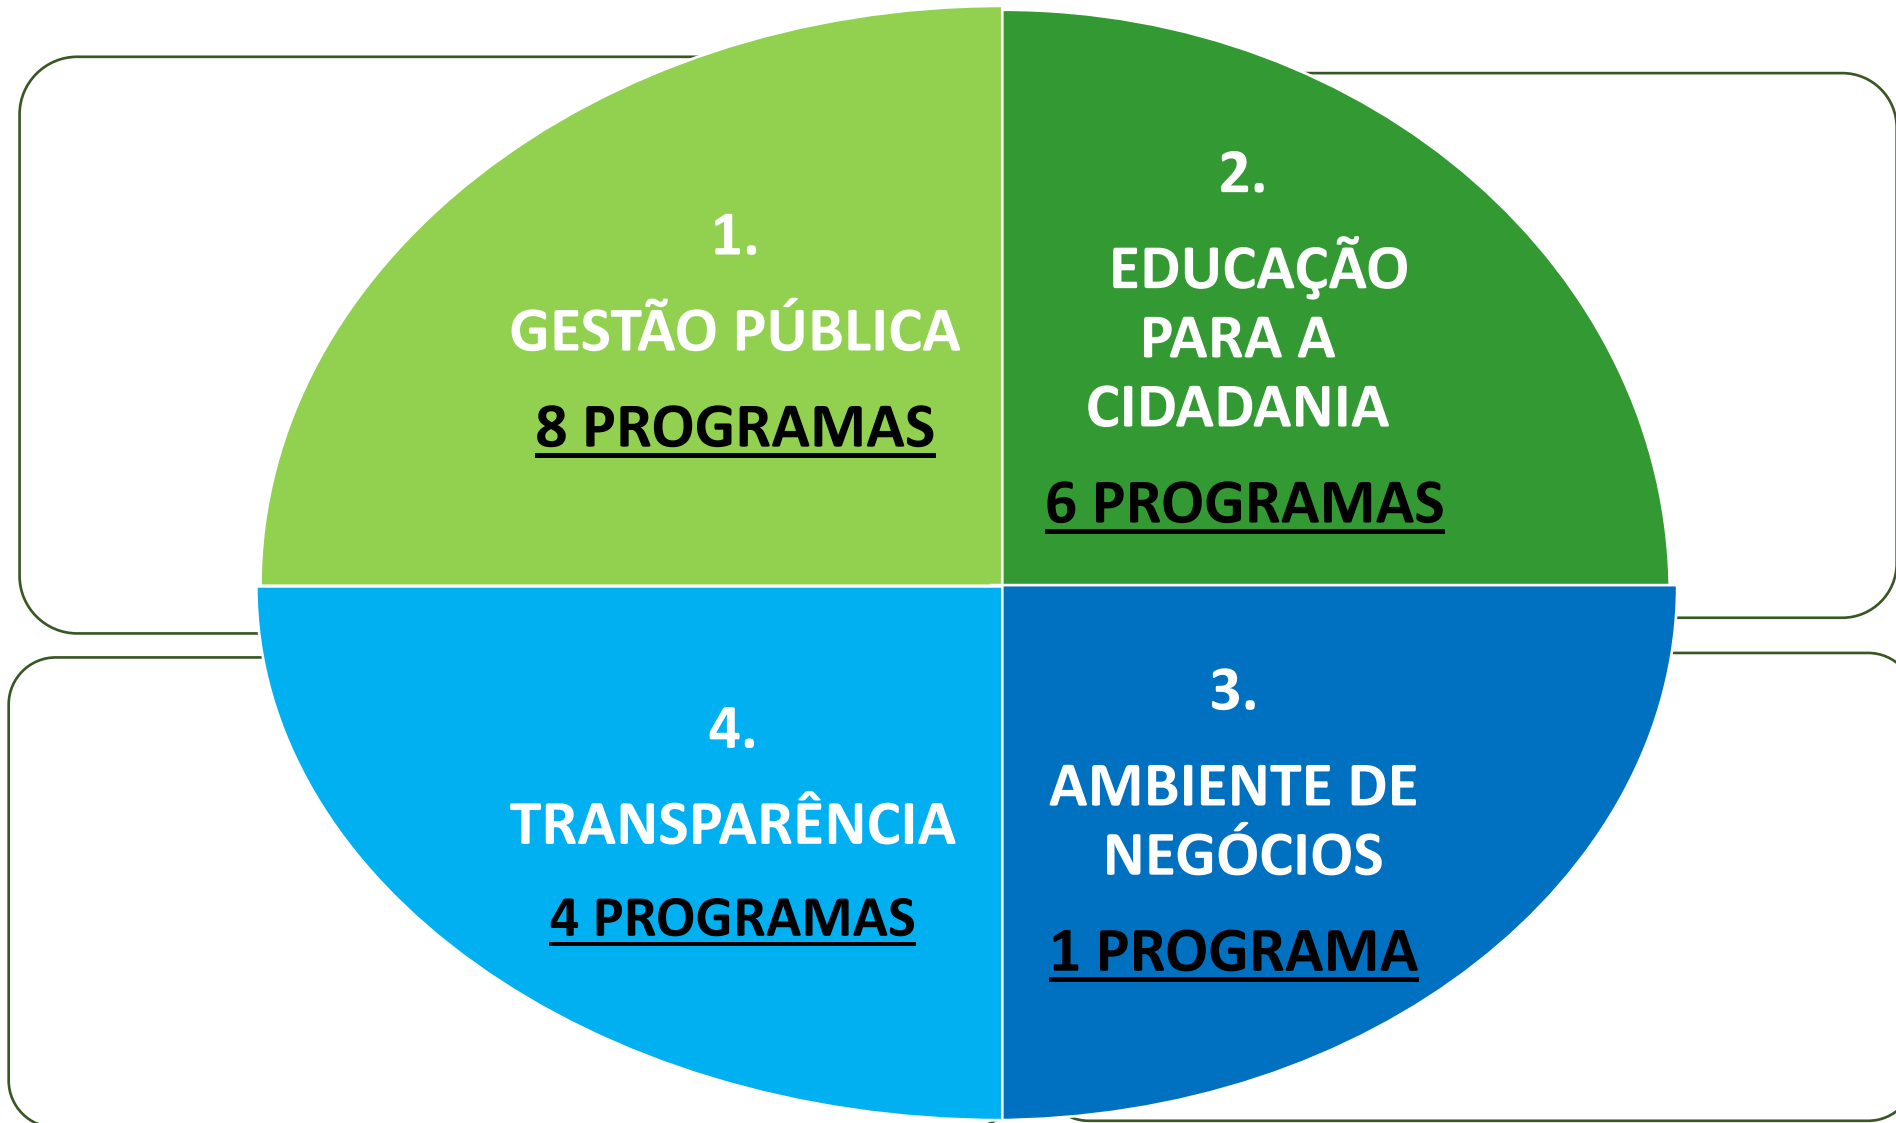 1.
GESTÃO PÚBLICA
8 PROGRAMAS
2.
EDUCAÇÃO
PARA A
CIDADANIA
6 PROGRAMAS
4.
TRANSPARÊNCIA
4 PROGRAMAS
3.
AMBIENTE DE
NEGÓCIOS
1 PROGRAMA